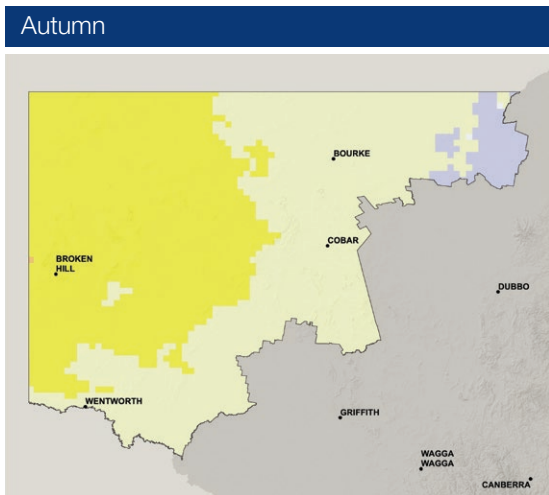 Autumn
BOURKE
COBAR
BROKEN
HILL
DUBBO
WENTWORTH
GRIFFITH
WAGGA
WAGGA
CANBERRA